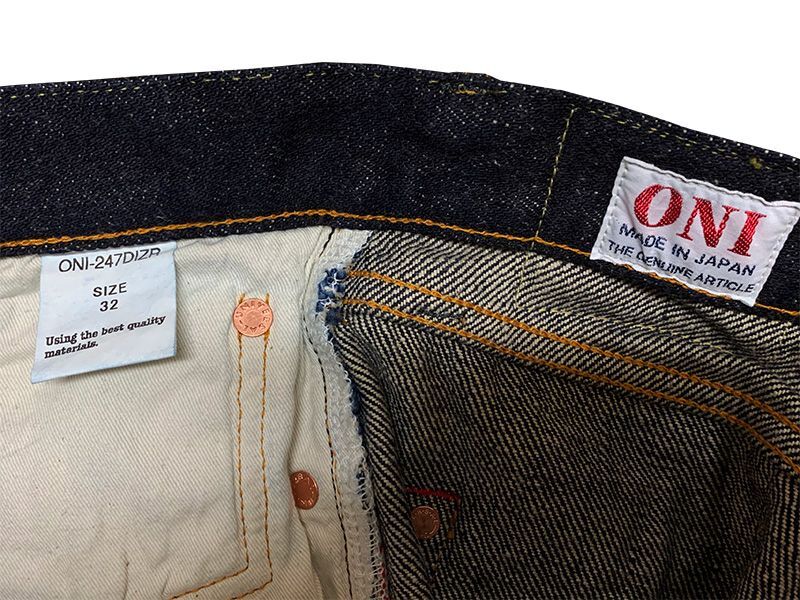 ONI-247DIZR
SIZE
32
Using the best quality
materials.
ONI
MADE IN JAPAN
THE GENUINE ARTICLE